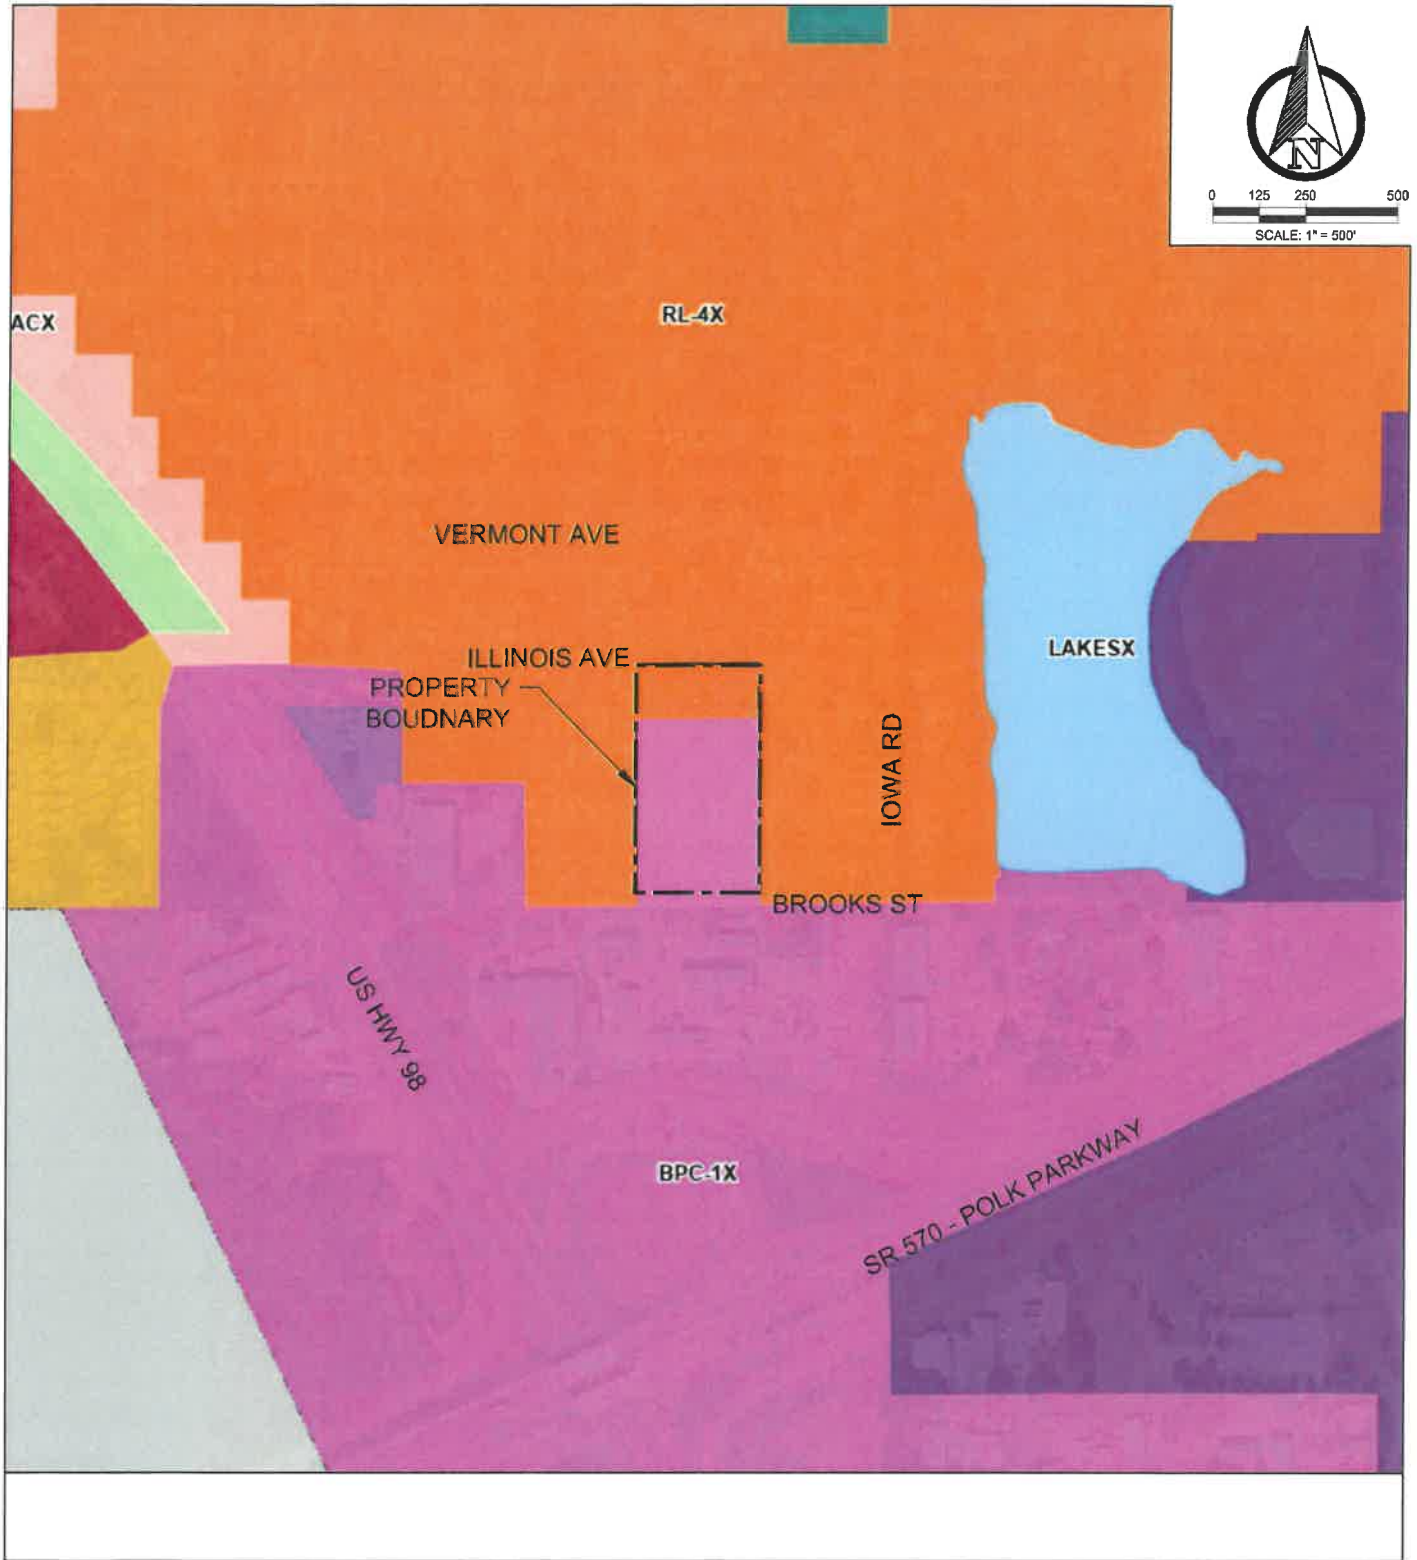 N
0 125 250 500
SCALE: 1" = 500'
ACX
RL-4X
VERMONT AVE
ILLINOIS AVE
PROPERTY
BOUDNARY
LAKESX
IOWA RD
BROOKS ST
US HWY 98
BPC-1X
SR 570 - POLK PARKWAY